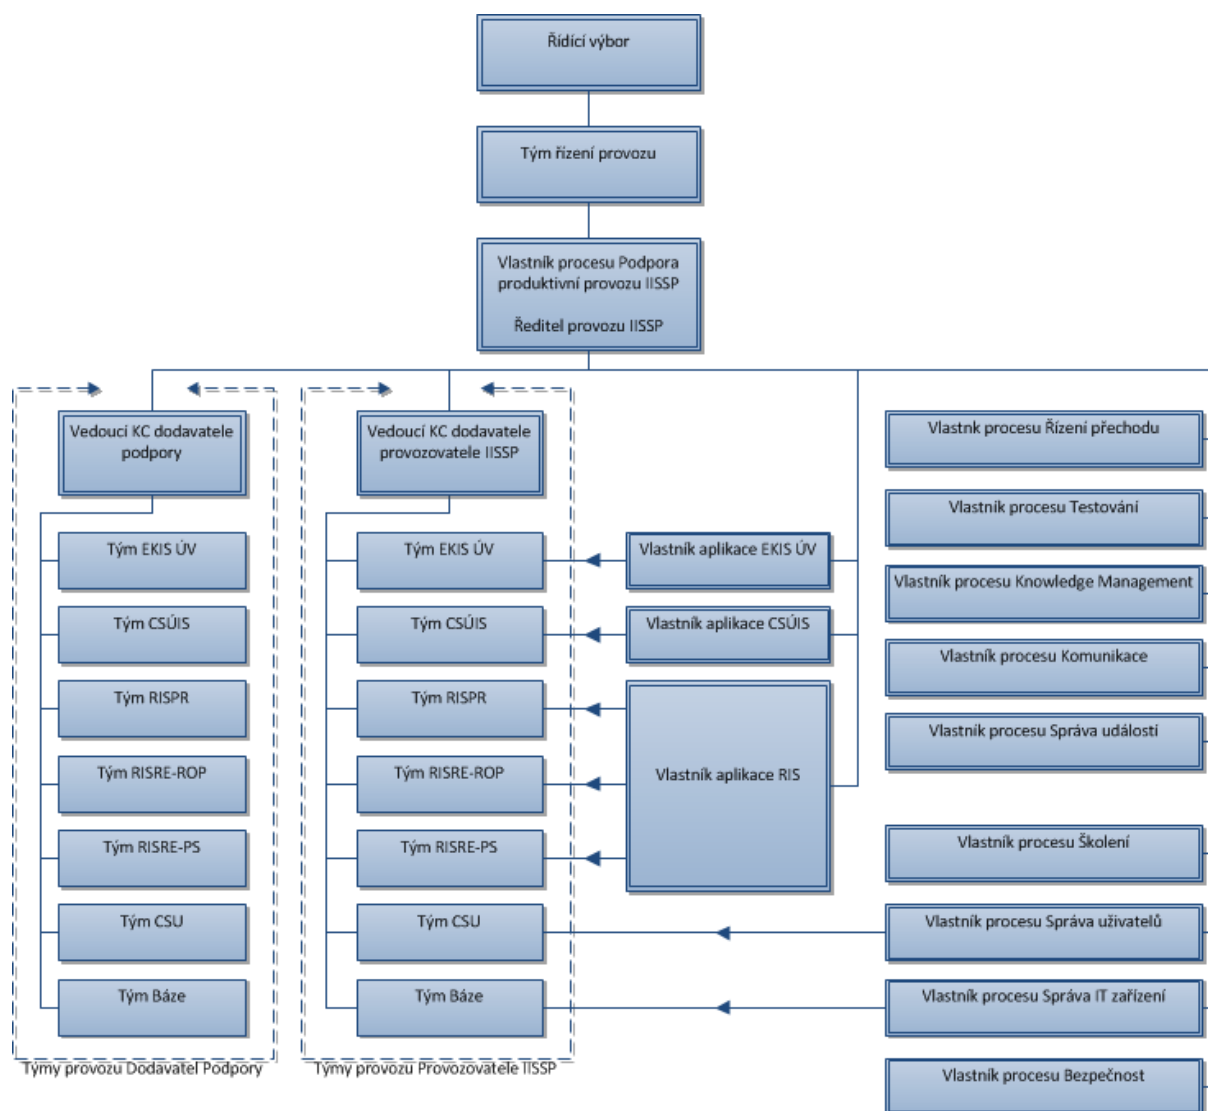 Řídící výbor
Tým řízení provozu
Vlastník procesu Podpora
produktivní provozu IISSP
Ředitel provozu IISSP
Vedoucí KC dodavatele
podpory
Tým EKIS ÚV
Tým CSÚIS
Tým RISPR
Tým RISRE-ROP
Tým RISRE-PS
Tým CSU
Tým Báze
Týmy provozu Dodavatel Podpory
Vedoucí KC dodavatele
provozovatele IISSP
Tým EKIS ÚV
Tým CSÚIS
Tým RISPR
Tým RISRE-ROP
Tým RISRE-PS
Tým CSU
Tým Báze
Týmy provozu Provozovatele IISSP
Vlastník aplikace EKIS ÚV
Vlastník aplikace CSÚIS
Vlastník aplikace RIS
Vlastnk procesu Řízení přechodu
Vlastník procesu Testování
Vlastník procesu Knowledge Management
Vlastník procesu Komunikace
Vlastník procesu Správa událostí
Vlastník procesu Školení
Vlastník procesu Správa uživatelů
Vlastník procesu Správa IT zařízení
Vlastník procesu Bezpečnost